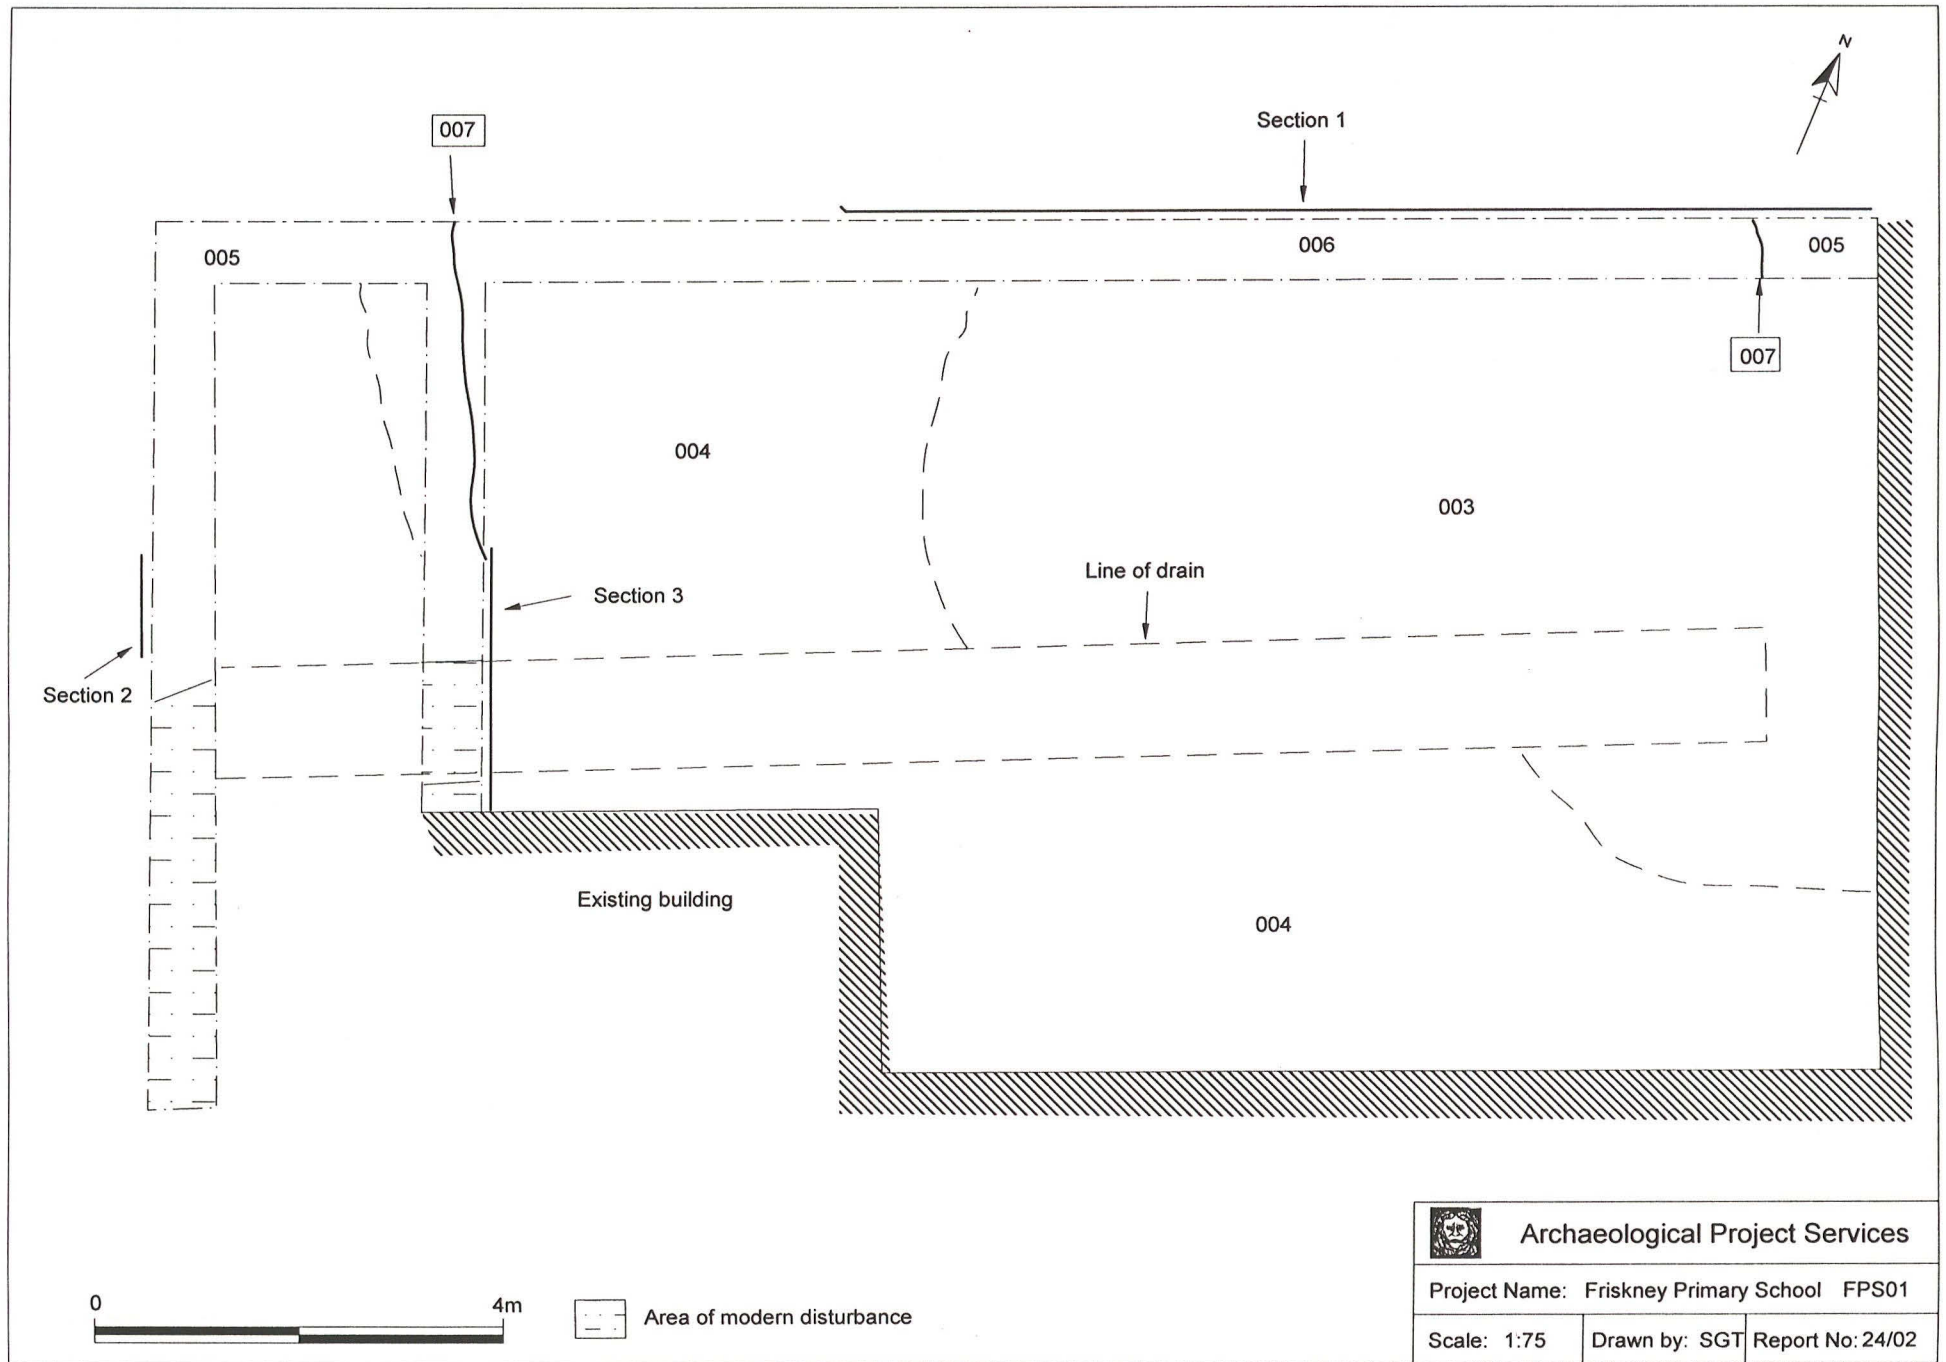 N
007
Section 1
005
006
005
007
004
003
Line of drain
Section 3
Section 2
Existing building
004
0
4m
Area of modern disturbance
Archaeological Project Services
Project Name: Friskney Primary School FPS01
Scale: 1:75
Drawn by: SGT
Report No: 24/02